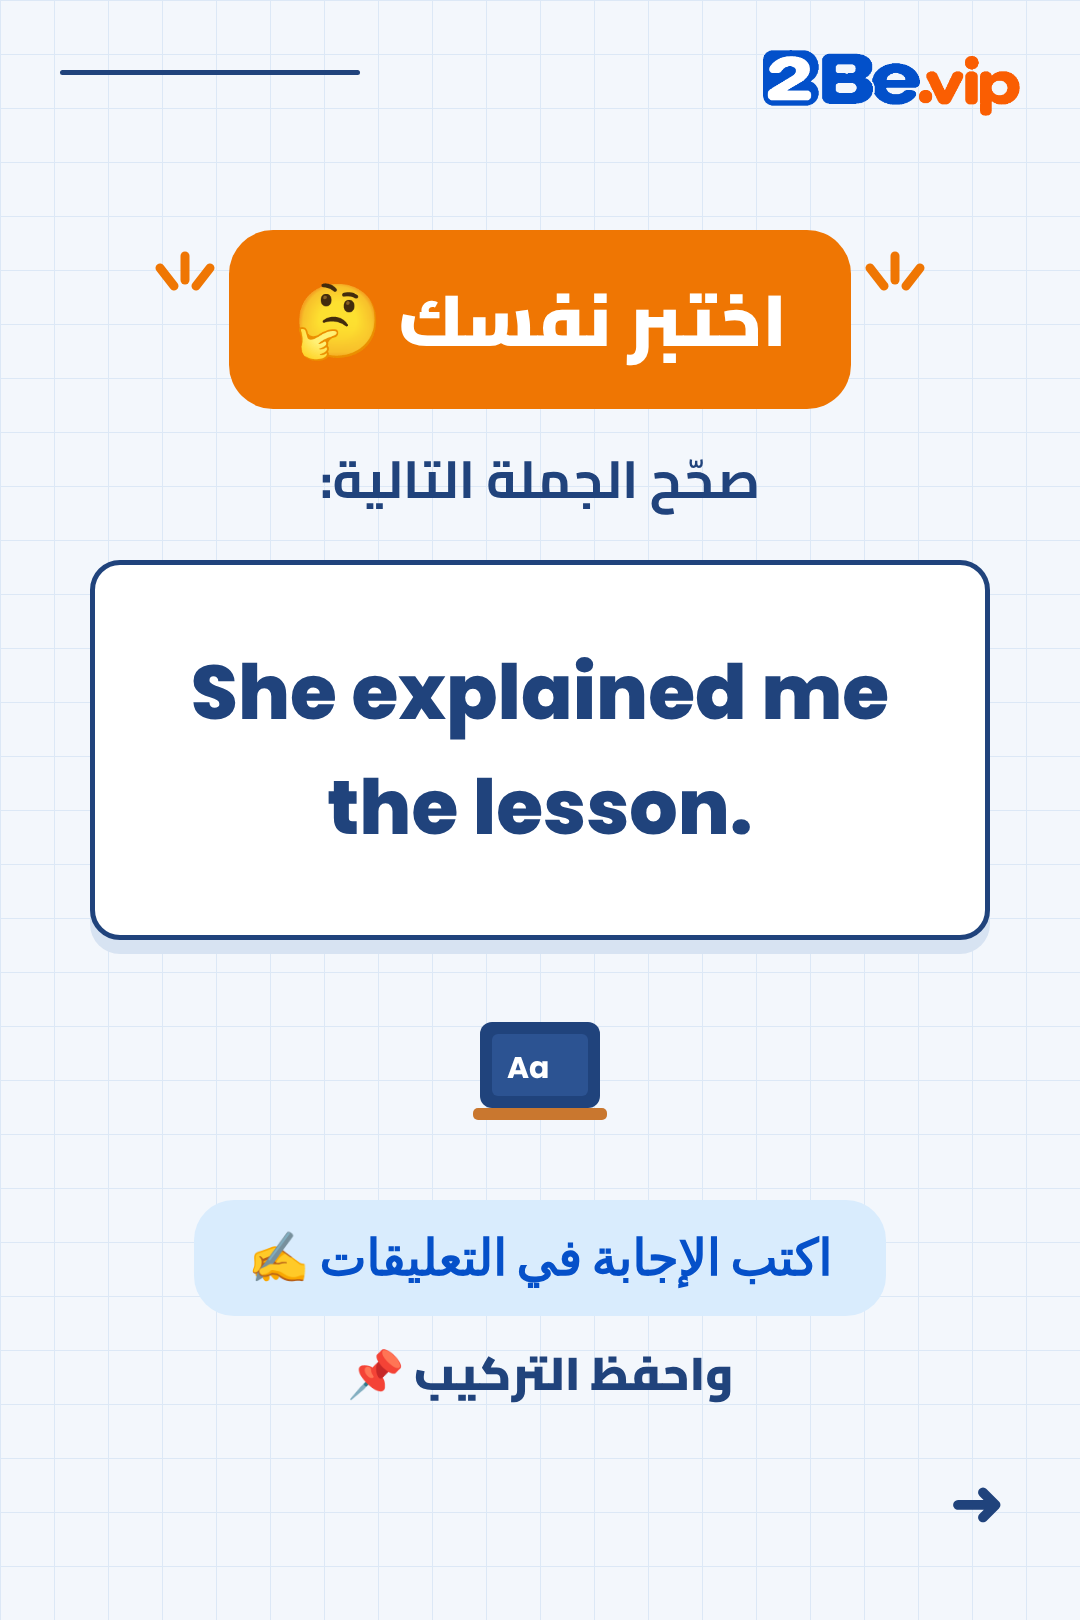 2Be.vip
اختبر نفسك 🤔
صحّح الجملة التالية:
She explained me
the lesson.
Aa
اكتب الإجابة في التعليقات ✍️
واحفظ التركيب 📌